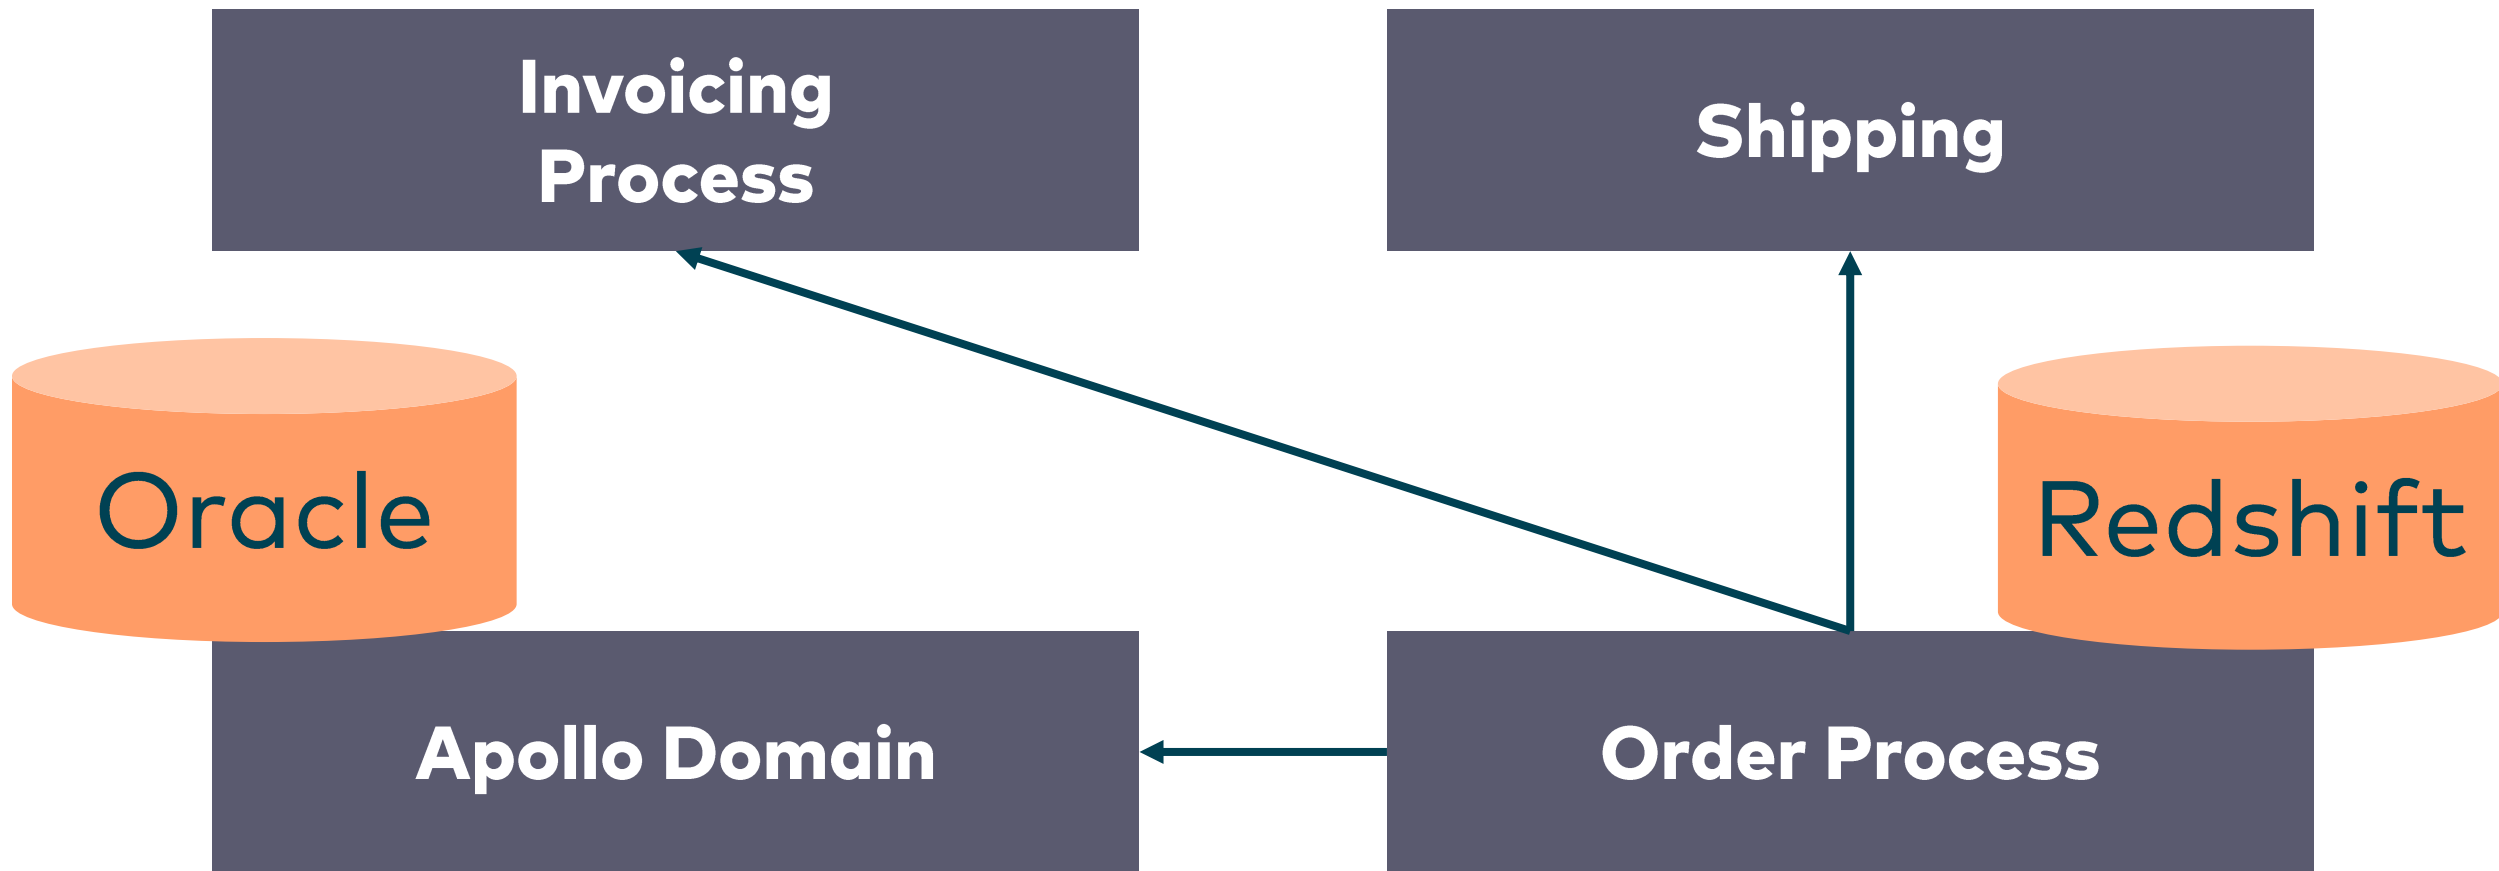 Invoicing
Process
Shipping
Oracle
Redshift
Apollo Domain
Order Process